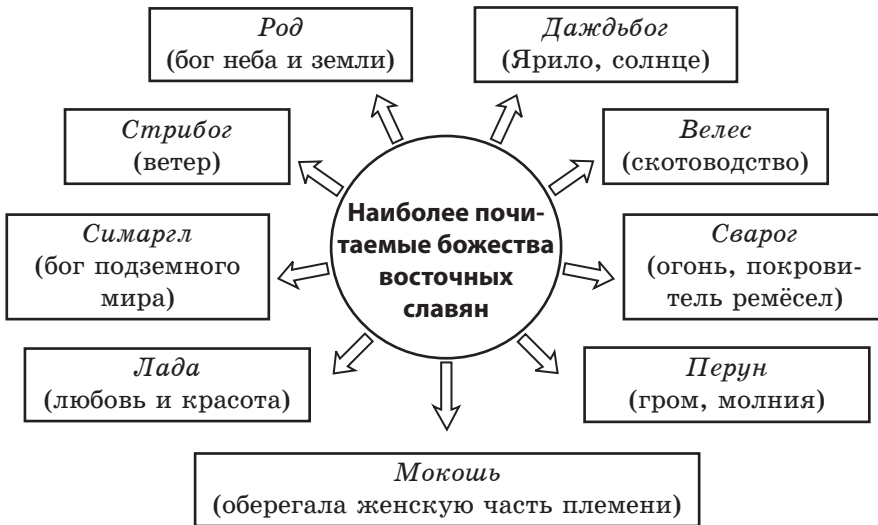 Род
(бог неба и земли)
Даждьбог
(Ярило, солнце)
Стрибог
(ветер)
Велес
(скотоводство)
Наиболее почи-
таемые божества
восточных
славян
Симаргл
(бог подземного
мира)
Сварог
(огонь, покрови-
тель ремёсел)
Лада
(любовь и красота)
Перун
(гром, молния)
Мокошь
(оберегала женскую часть племени)